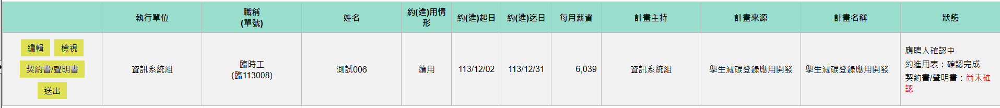 執行單位
職稱
(單號)
姓名
約(進)用情
形
約(進)起日
約(進)迄日
每月薪資
計畫主持
計畫來源
計畫名稱
狀態
編輯
檢視
契約書/聲明書
送出
資訊系統組
臨時工
(臨113008)
測試006
續用
113/12/02
113/12/31
6,039
資訊系統組
學生減碳登錄應用開發
學生減碳登錄應用開發
應聘人確認中
約進用表：確認完成
契約書/聲明書：尚未確
認